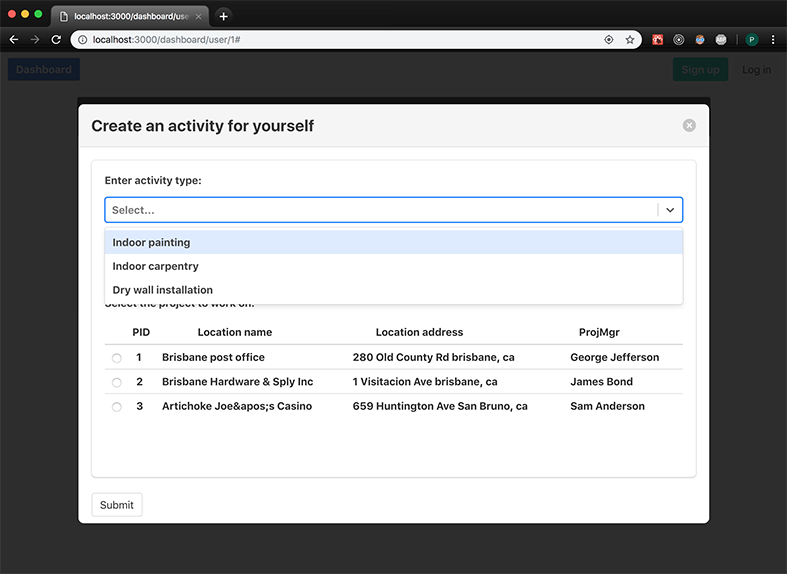 localhost:3000/dashboard/use
localhost:3000/dashboard/user/1#
ABP
P
Dashboard
Sign up
Log in
Create an activity for yourself
Enter activity type:
Select...
Indoor painting
Indoor carpentry
Dry wall installation
Select the project to work on:
PID Location name Location address ProjMgr
1 Brisbane post office 280 Old County Rd brisbane, ca George Jefferson
2 Brisbane Hardware & Sply Inc 1 Visitacion Ave brisbane, ca James Bond
3 Artichoke Joe&apos;s Casino 659 Huntington Ave San Bruno, ca Sam Anderson
Submit